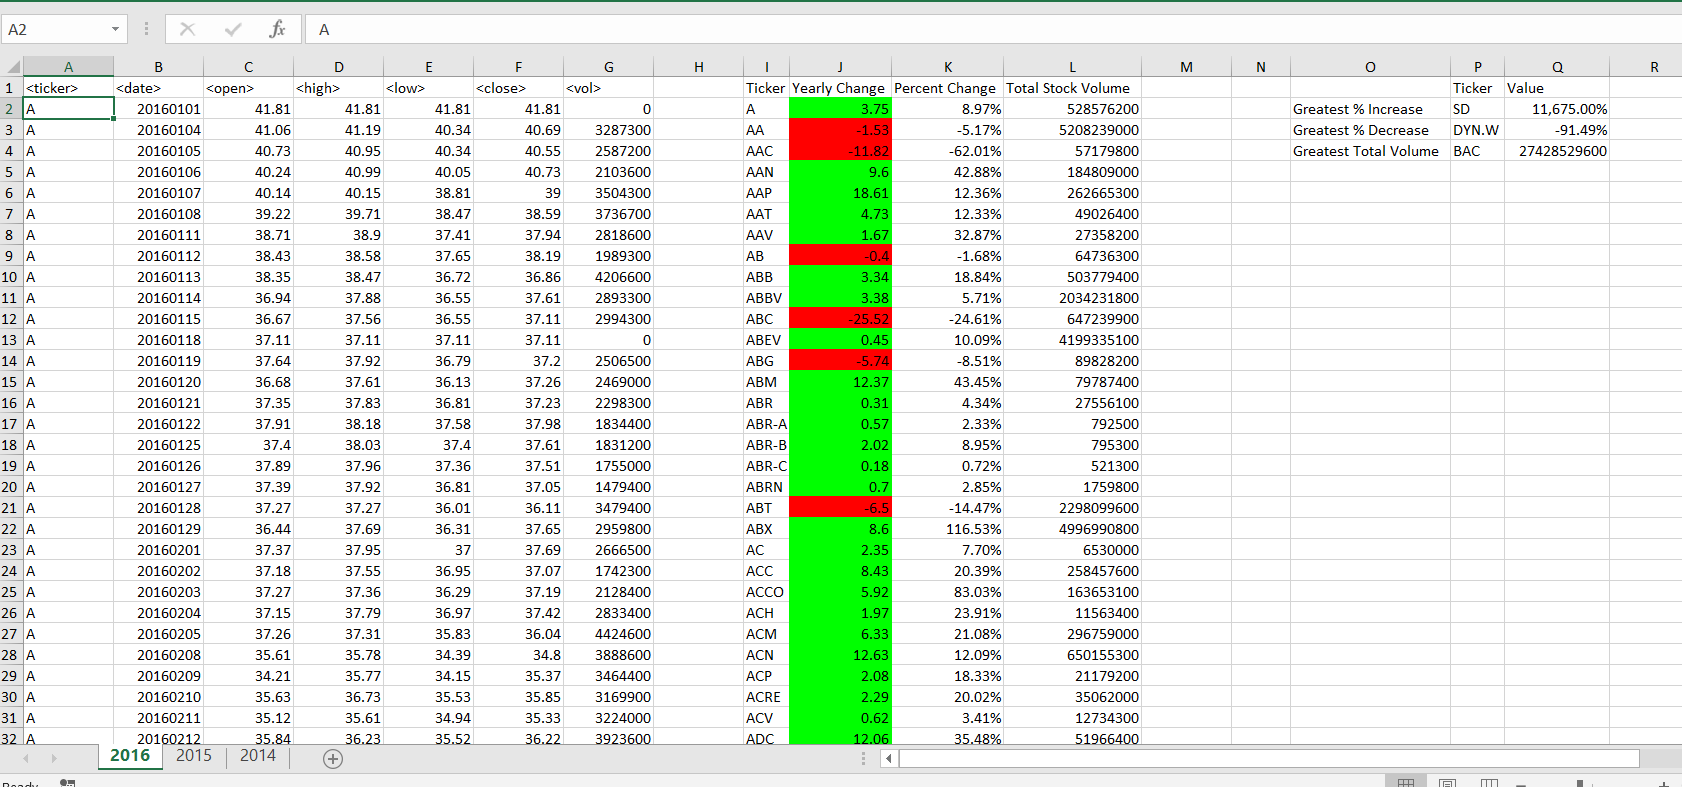 A2 fx A
A B C D E F G H I J K L M N O P Q R
1 <ticker> <date> <open> <high> <low> <close> <vol> Ticker Yearly Change Percent Change Total Stock Volume Ticker Value
2 A 20160101 41.81 41.81 41.81 41.81 0 A 3.75 8.97% 528576200 Greatest % Increase SD 11,675.00%
3 A 20160104 41.06 41.19 40.34 40.69 3287300 AA -1.53 -5.17% 5208239000 Greatest % Decrease DYN.W -91.49%
4 A 20160105 40.73 40.95 40.34 40.55 2587200 AAC -11.82 -62.01% 57179800 Greatest Total Volume BAC 27428529600
5 A 20160106 40.24 40.99 40.05 40.73 2103600 AAN 9.6 42.88% 184809000
6 A 20160107 40.14 40.15 38.81 39 3504300 AAP 18.61 12.36% 262665300
7 A 20160108 39.22 39.71 38.47 38.59 3736700 AAT 4.73 12.33% 49026400
8 A 20160111 38.71 38.9 37.41 37.94 2818600 AAV 1.67 32.87% 27358200
9 A 20160112 38.43 38.58 37.65 38.19 1989300 AB -0.4 -1.68% 64736300
10 A 20160113 38.35 38.47 36.72 36.86 4206600 ABB 3.34 18.84% 503779400
11 A 20160114 36.94 37.88 36.55 37.61 2893300 ABBV 3.38 5.71% 2034231800
12 A 20160115 36.67 37.56 36.55 37.11 2994300 ABC -25.52 -24.61% 647239900
13 A 20160118 37.11 37.11 37.11 37.11 0 ABEV 0.45 10.09% 4199335100
14 A 20160119 37.64 37.92 36.79 37.2 2506500 ABG -5.74 -8.51% 89828200
15 A 20160120 36.68 37.61 36.13 37.26 2469000 ABM 12.37 43.45% 79787400
16 A 20160121 37.35 37.83 36.81 37.23 2298300 ABR 0.31 4.34% 27556100
17 A 20160122 37.91 38.18 37.58 37.98 1834400 ABR-A 0.57 2.33% 792500
18 A 20160125 37.4 38.03 37.4 37.61 1831200 ABR-B 2.02 8.95% 795300
19 A 20160126 37.89 37.96 37.36 37.51 1755000 ABR-C 0.18 0.72% 521300
20 A 20160127 37.39 37.92 36.81 37.05 1479400 ABRN 0.7 2.85% 1759800
21 A 20160128 37.27 37.27 36.01 36.11 3479400 ABT -6.5 -14.47% 2298099600
22 A 20160129 36.44 37.69 36.31 37.65 2959800 ABX 8.6 116.53% 4996990800
23 A 20160201 37.37 37.95 37 37.69 2666500 AC 2.35 7.70% 6530000
24 A 20160202 37.18 37.55 36.95 37.07 1742300 ACC 8.43 20.39% 258457600
25 A 20160203 37.27 37.36 36.29 37.19 2128400 ACCO 5.92 83.03% 163653100
26 A 20160204 37.15 37.79 36.97 37.42 2833400 ACH 1.97 23.91% 11563400
27 A 20160205 37.26 37.31 35.83 36.04 4424600 ACM 6.33 21.08% 296759000
28 A 20160208 35.61 35.78 34.39 34.8 3888600 ACN 12.63 12.09% 650155300
29 A 20160209 34.21 35.77 34.15 35.37 3464400 ACP 2.08 18.33% 21179200
30 A 20160210 35.63 36.73 35.53 35.85 3169900 ACRE 2.29 20.02% 35062000
31 A 20160211 35.12 35.61 34.94 35.33 3224000 ACV 0.62 3.41% 12734300
32 A 20160212 35.84 36.23 35.52 36.22 3923600 ADC 12.06 35.48% 51966400
2016 2015 2014
Ready